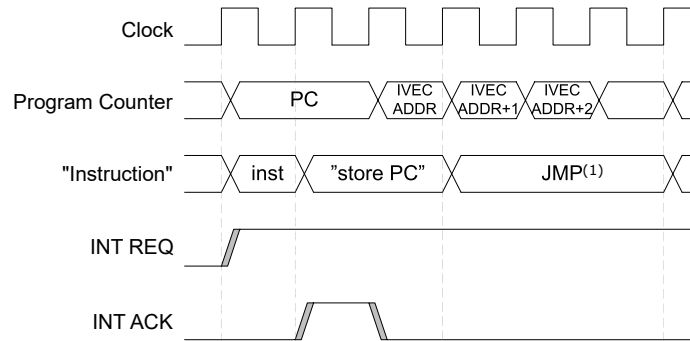 Clock
Program Counter
PC
IVEC
ADDR
IVEC
ADDR+1
IVEC
ADDR+2
"Instruction"
inst
”store PC”
JMP(1)
INT REQ
INT ACK